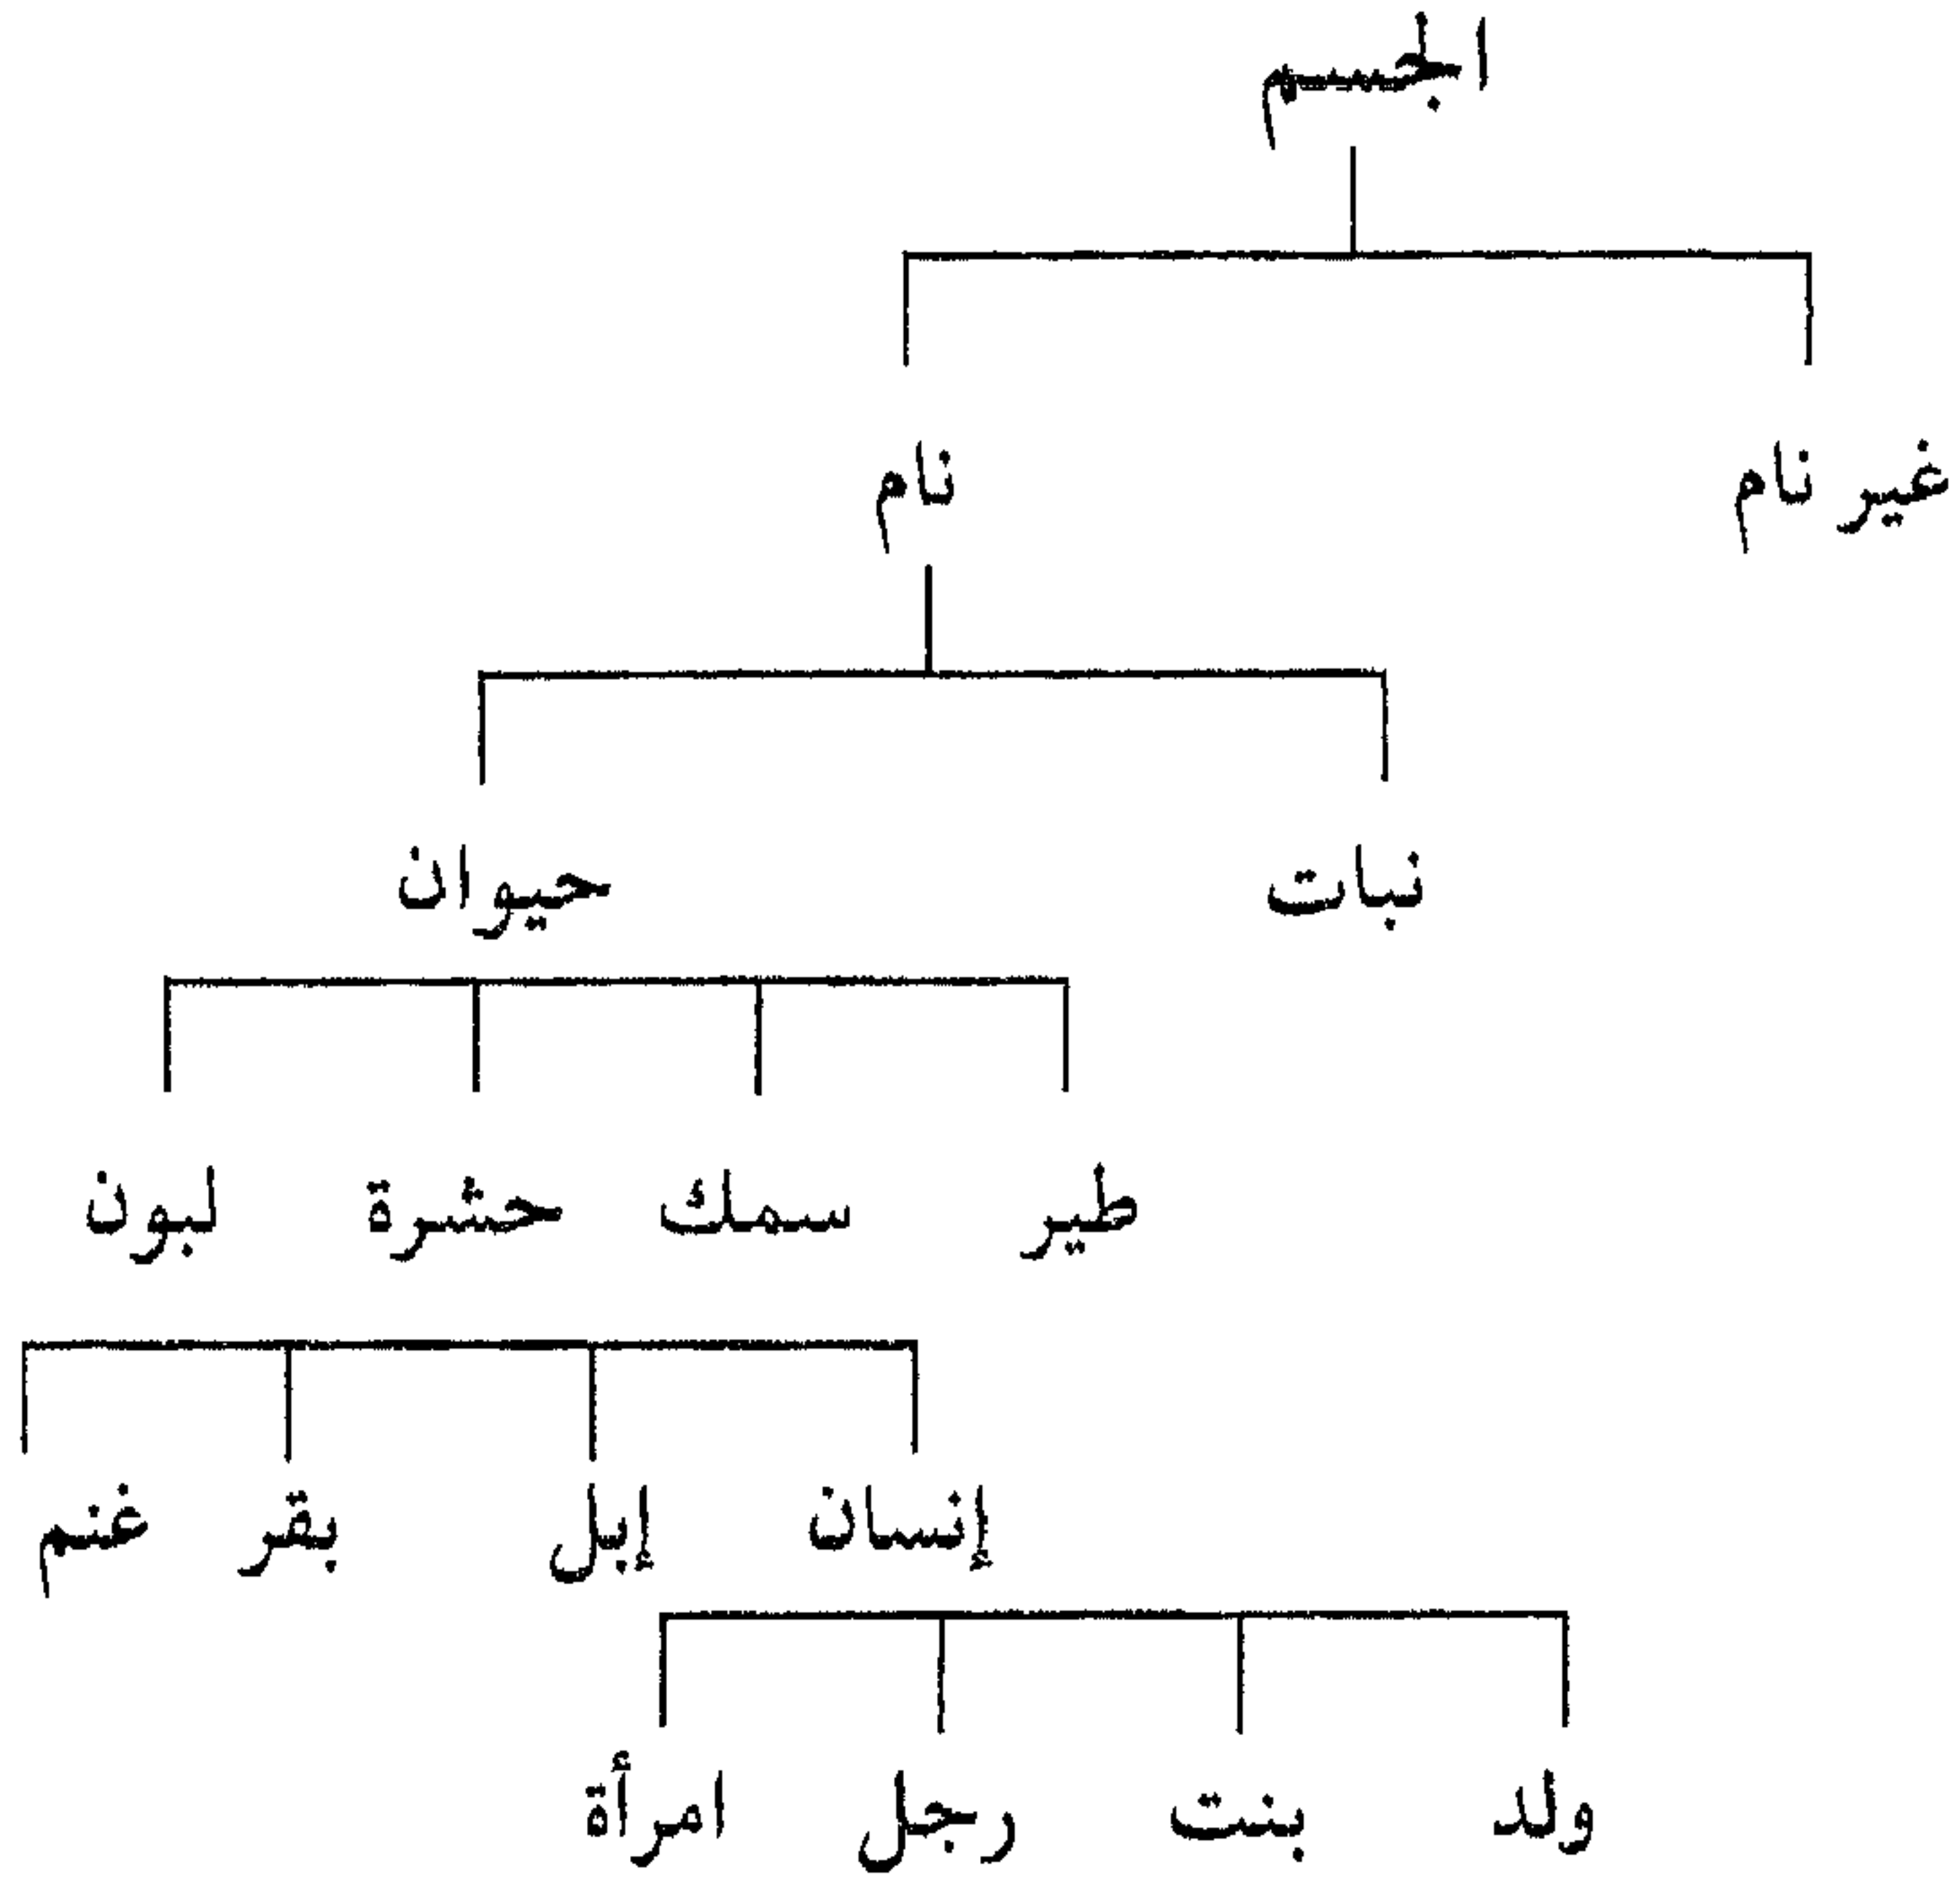 الجسم
غير نام نام
نبات حيوان
طير سمك حشرة لبون
إنسان إبل بقر غنم
ولد بنت رجل امرأة